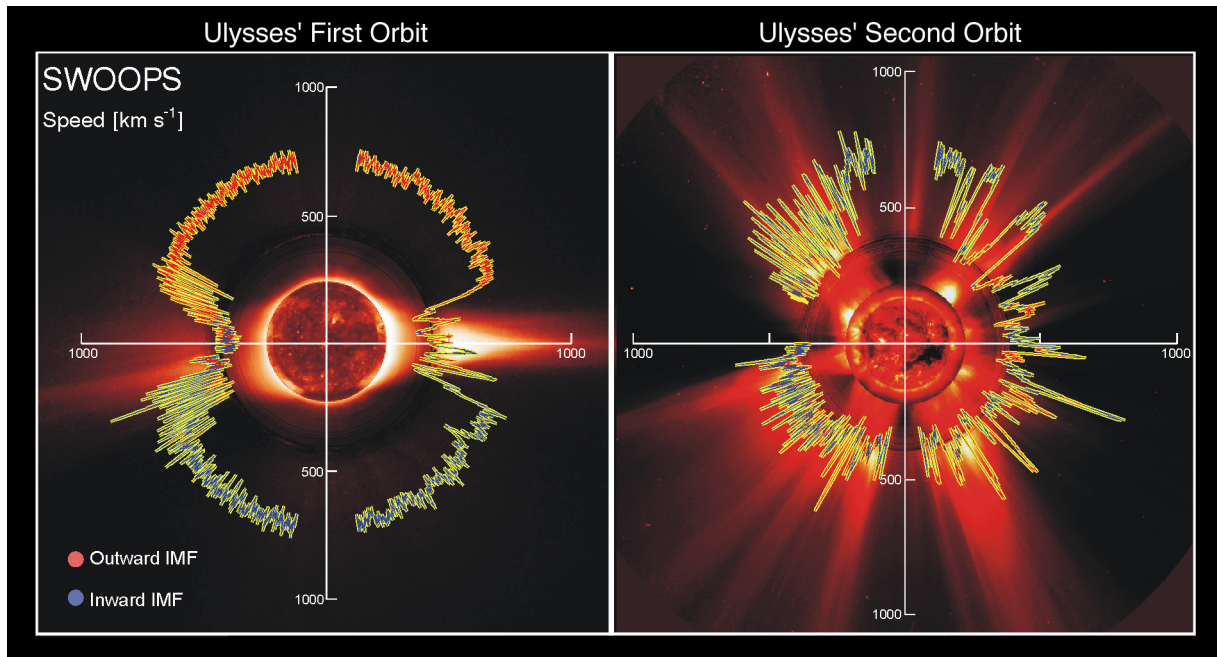 Ulysses' First Orbit
Ulysses' Second Orbit
SWOOPS
Speed [km s-1]
1000
500
1000
1000
500
1000
Outward IMF
Inward IMF
1000
500
1000
1000
500
1000